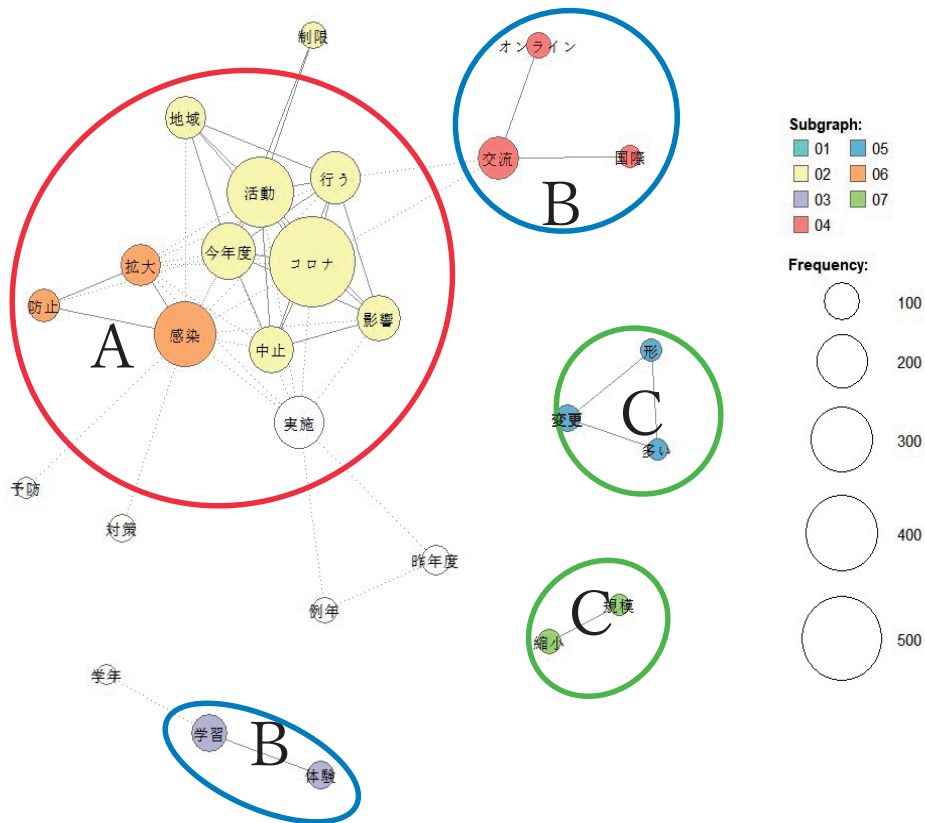 制限
オンライン
地域
交流
国際
行う
活動
B
今年度
コロナ
拡大
防止
感染
A
中止
影響
実施
予防
対策
昨年度
例年
形
変更
C
多い
規模
C
縮小
学年
学習
B
体験
Subgraph:
01 05
02 06
03 07
04
Frequency:
100
200
300
400
500